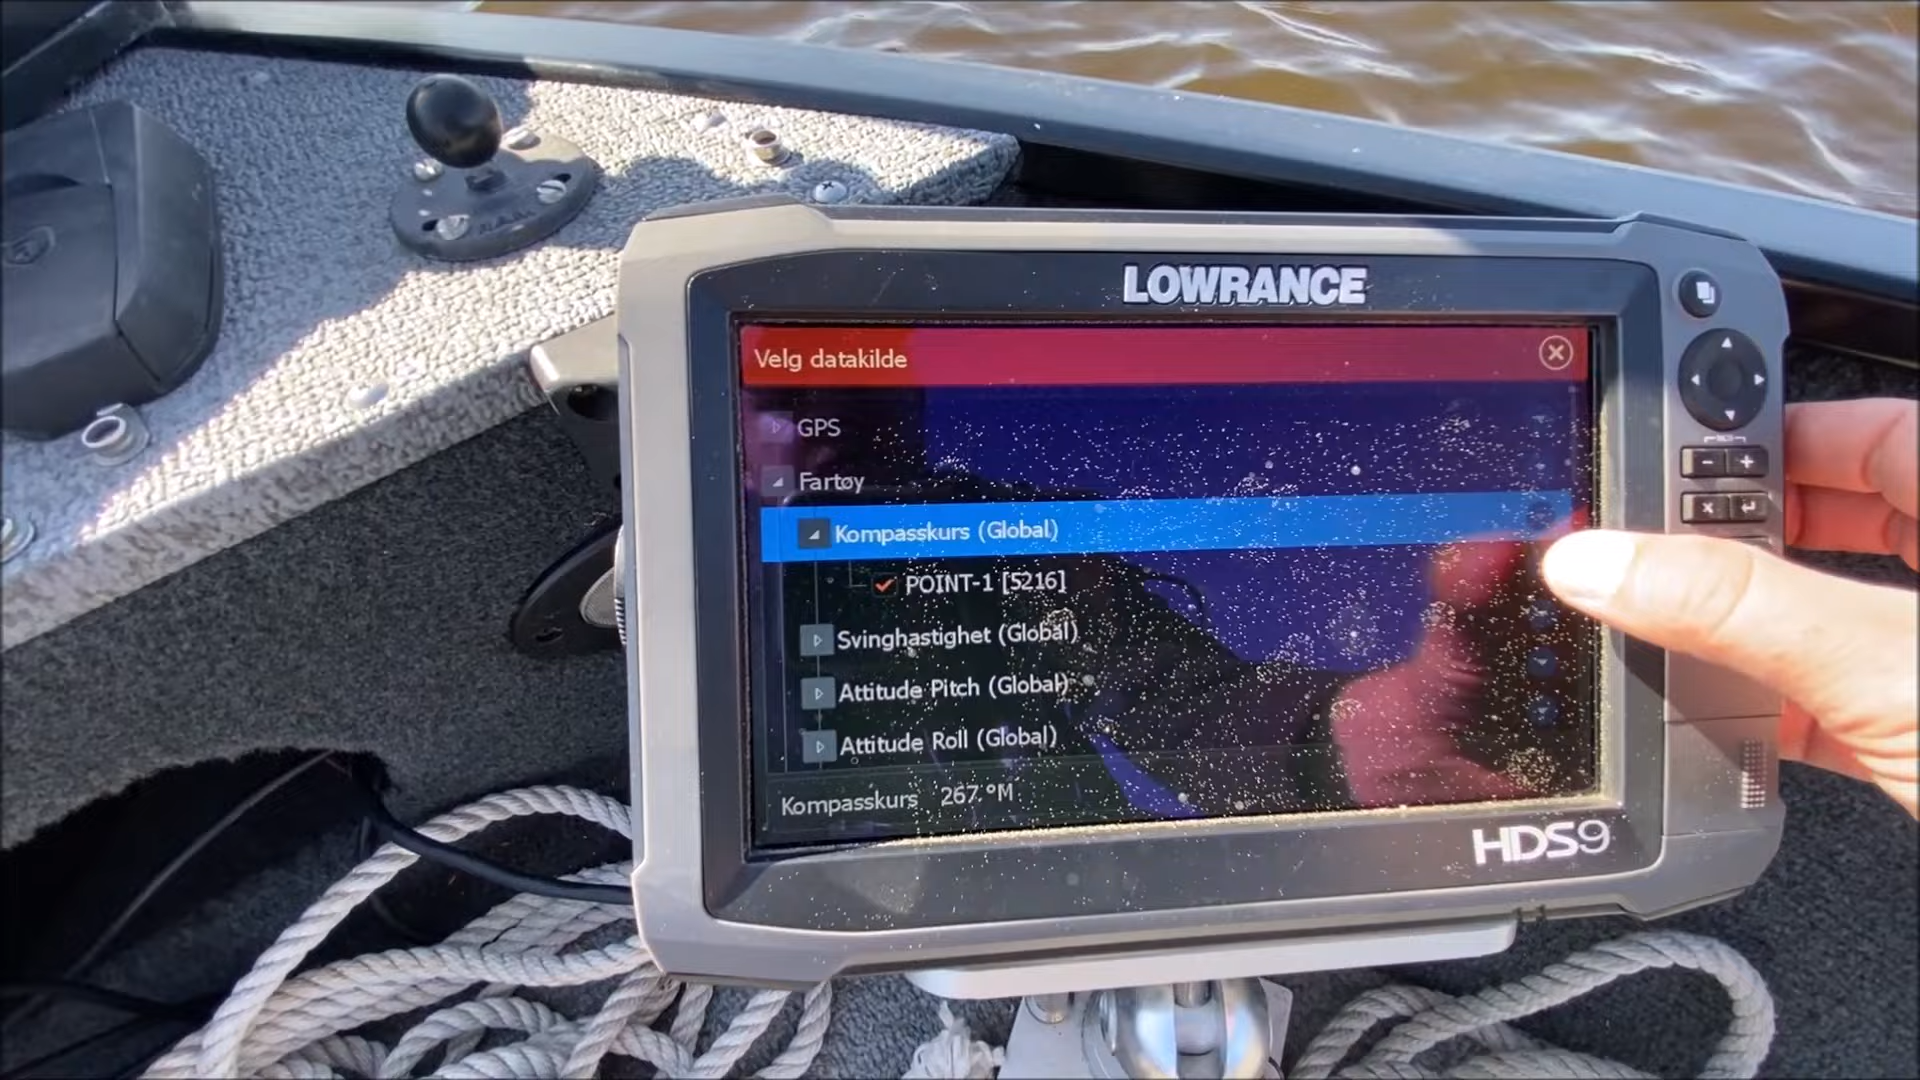 LOWRANCE
Velg datakilde
GPS
Fartøy
Kompasskurs (Global)
POINT-1 [5216]
Svinghastighet (Global)
Attitude Pitch (Global)
Attitude Roll (Global)
Kompasskurs 267 °M
HDS9